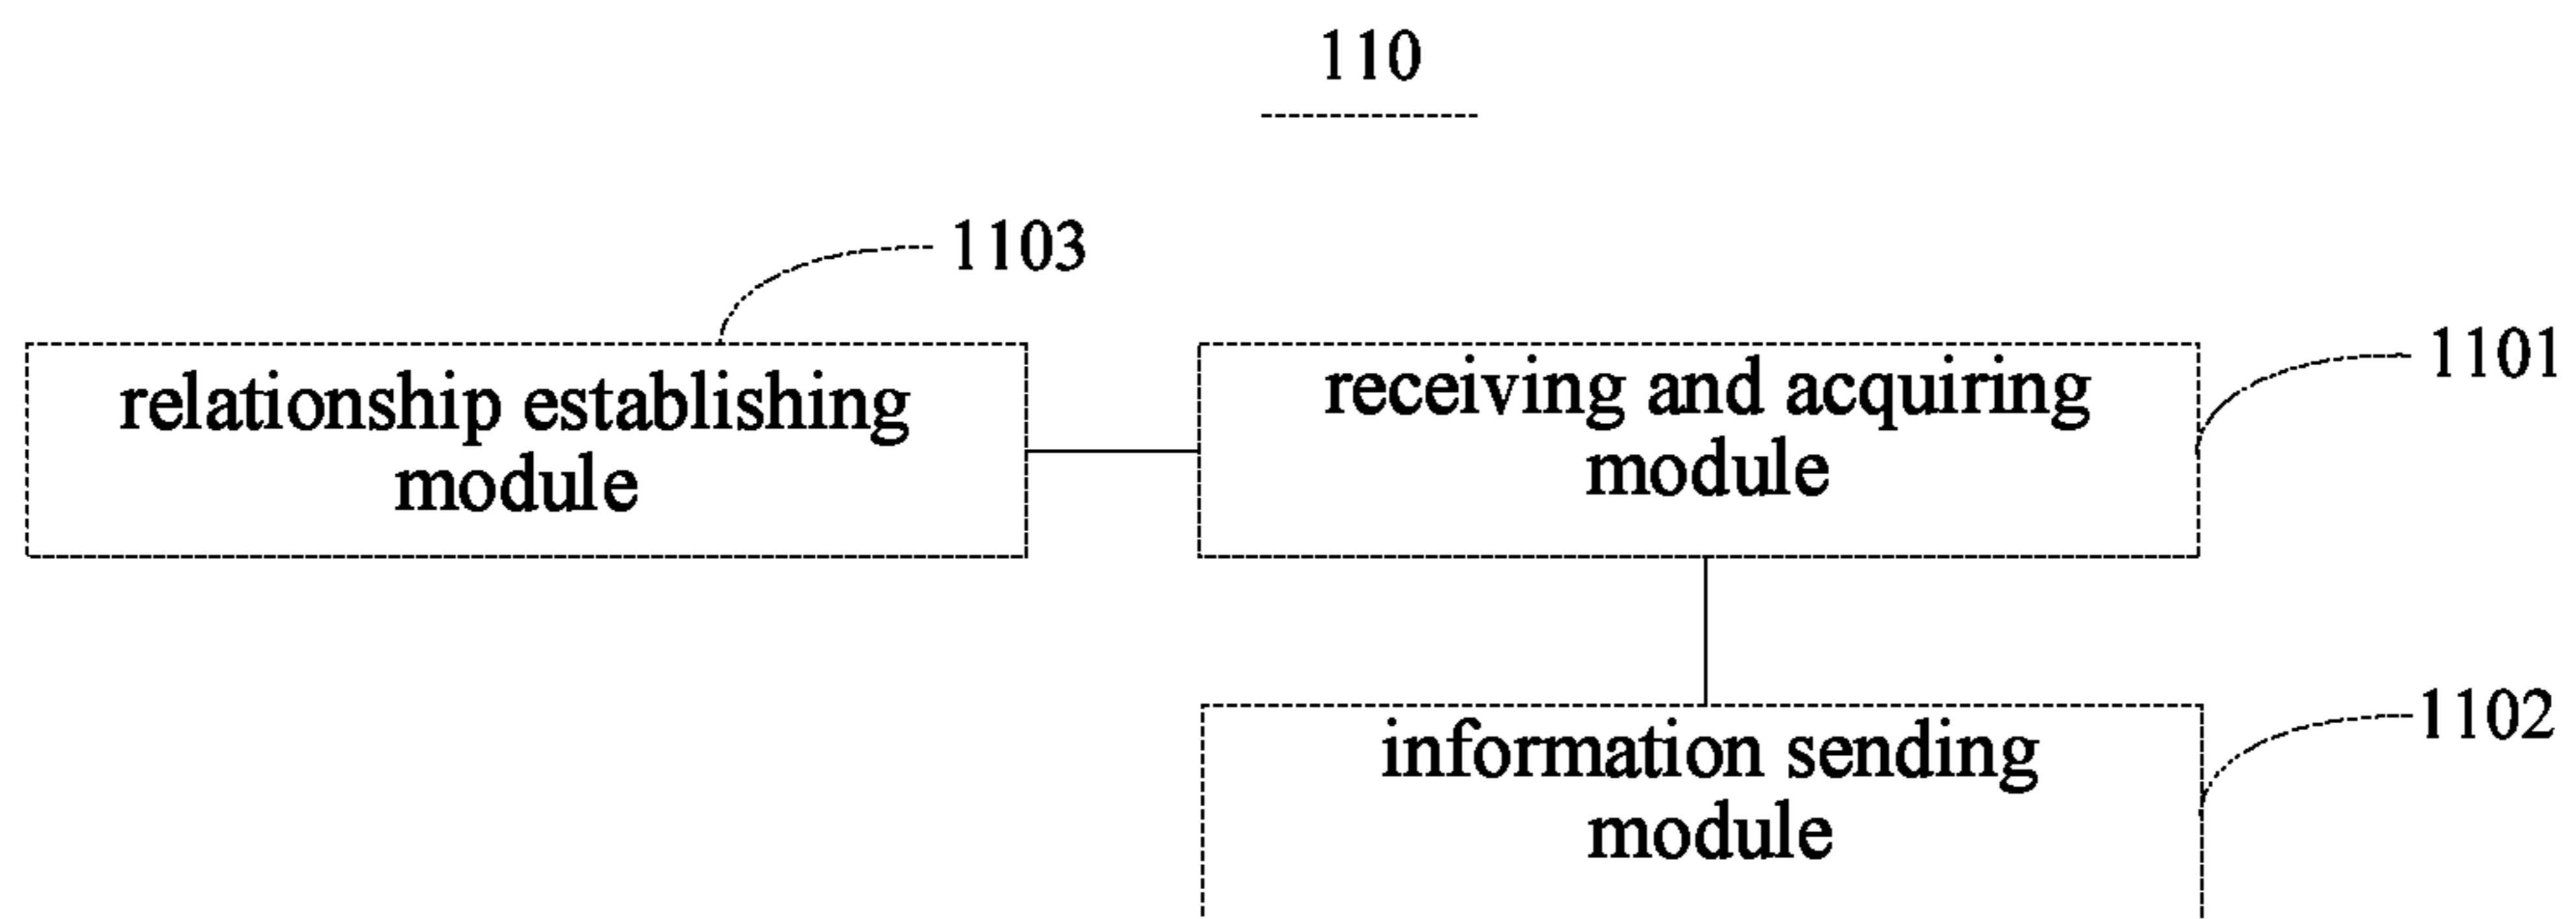 110
1103
relationship establishing
module
receiving and acquiring
module
1101
information sending
module
1102